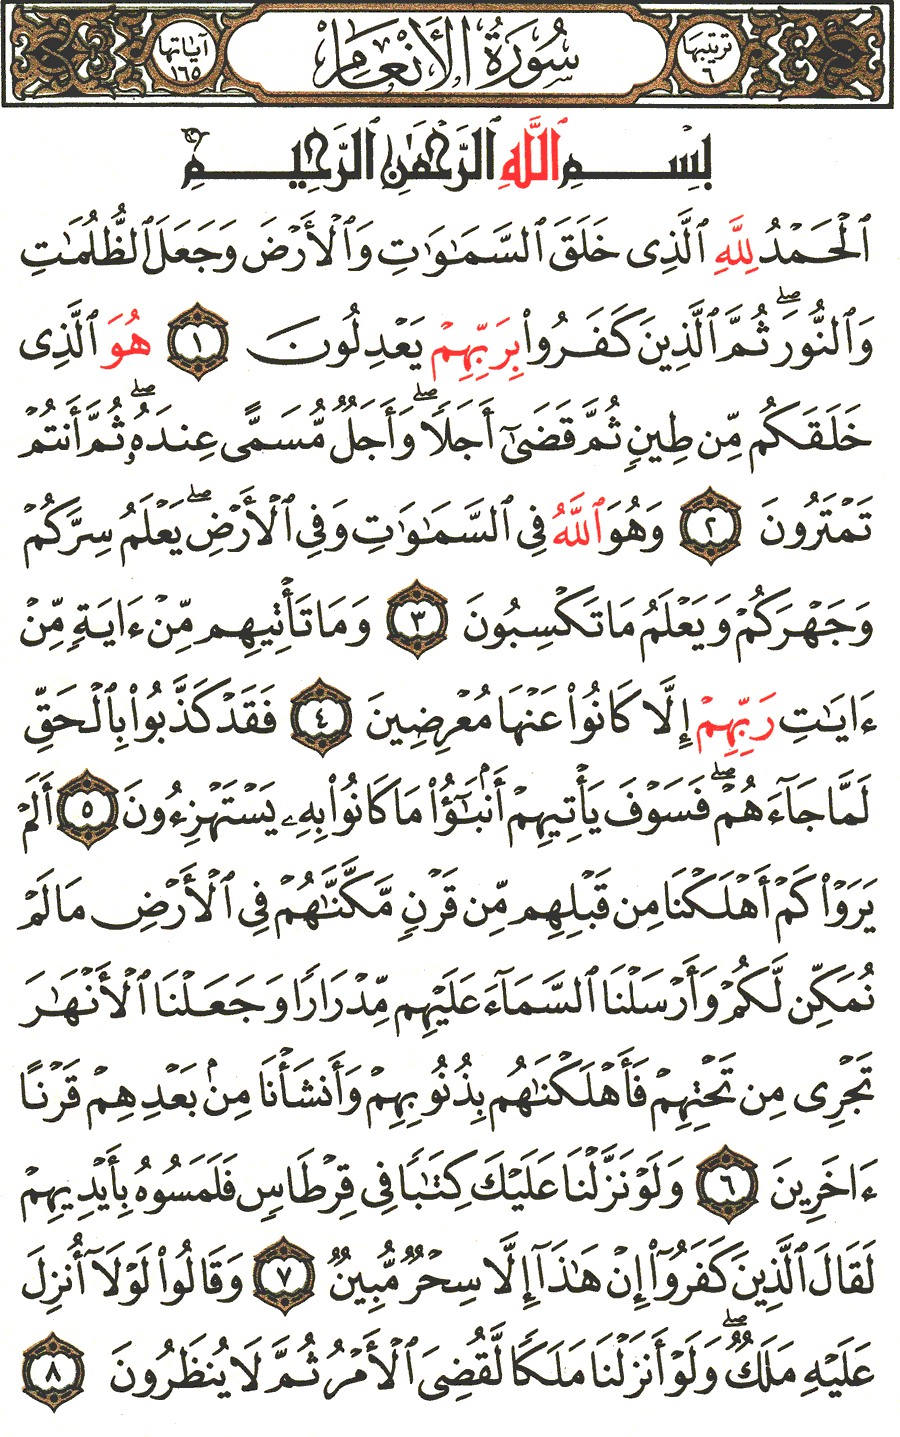 ترتيبها ٦ سُورَةُ الأَنْعَامِ آيَاتها ١٦٥
بِسْمِ ٱللَّهِ ٱلرَّحْمَٰنِ ٱلرَّحِيمِ
ٱلْحَمْدُ لِلَّهِ ٱلَّذِى خَلَقَ ٱلسَّمَٰوَٰتِ وَٱلْأَرْضَ وَجَعَلَ ٱلظُّلُمَٰتِ
وَٱلنُّورَ ۖ ثُمَّ ٱلَّذِينَ كَفَرُوا۟ بِرَبِّهِمْ يَعْدِلُونَ ١ هُوَ ٱلَّذِى
خَلَقَكُم مِّن طِينٍ ثُمَّ قَضَىٰٓ أَجَلًا ۖ وَأَجَلٌ مُّسَمًّى عِندَهُۥ ۖ ثُمَّ أَنتُمْ
تَمْتَرُونَ ٢ وَهُوَ ٱللَّهُ فِى ٱلسَّمَٰوَٰتِ وَفِى ٱلْأَرْضِ ۖ يَعْلَمُ سِرَّكُمْ
وَجَهْرَكُمْ وَيَعْلَمُ مَا تَكْسِبُونَ ٣ وَمَا تَأْتِيهِم مِّنْ ءَايَةٍ مِّنْ
ءَايَٰتِ رَبِّهِمْ إِلَّا كَانُوا۟ عَنْهَا مُعْرِضِينَ ٤ فَقَدْ كَذَّبُوا۟ بِٱلْحَقِّ
لَمَّا جَآءَهُمْ ۖ فَسَوْفَ يَأْتِيهِمْ أَنۢبَٰٓؤُا۟ مَا كَانُوا۟ بِهِۦ يَسْتَهْزِءُونَ ٥ أَلَمْ
يَرَوْا۟ كَمْ أَهْلَكْنَا مِن قَبْلِهِم مِّن قَرْنٍ مَّكَّنَّٰهُمْ فِى ٱلْأَرْضِ مَا لَمْ
نُمَكِّن لَّكُمْ وَأَرْسَلْنَا ٱلسَّمَآءَ عَلَيْهِم مِّدْرَارًا وَجَعَلْنَا ٱلْأَنْهَٰرَ
تَجْرِى مِن تَحْتِهِمْ فَأَهْلَكْنَٰهُم بِذُنُوبِهِمْ وَأَنشَأْنَا مِنۢ بَعْدِهِمْ قَرْنًا
ءَاخَرِينَ ٦ وَلَوْ نَزَّلْنَا عَلَيْكَ كِتَٰبًا فِى قِرْطَاسٍ فَلَمَسُوهُ بِأَيْدِيهِمْ
لَقَالَ ٱلَّذِينَ كَفَرُوٓا۟ إِنْ هَٰذَآ إِلَّا سِحْرٌ مُّبِينٌ ٧ وَقَالُوا۟ لَوْلَآ أُنزِلَ
عَلَيْهِ مَلَكٌ ۖ وَلَوْ أَنزَلْنَا مَلَكًا لَّقُضِىَ ٱلْأَمْرُ ثُمَّ لَا يُنظَرُونَ ٨